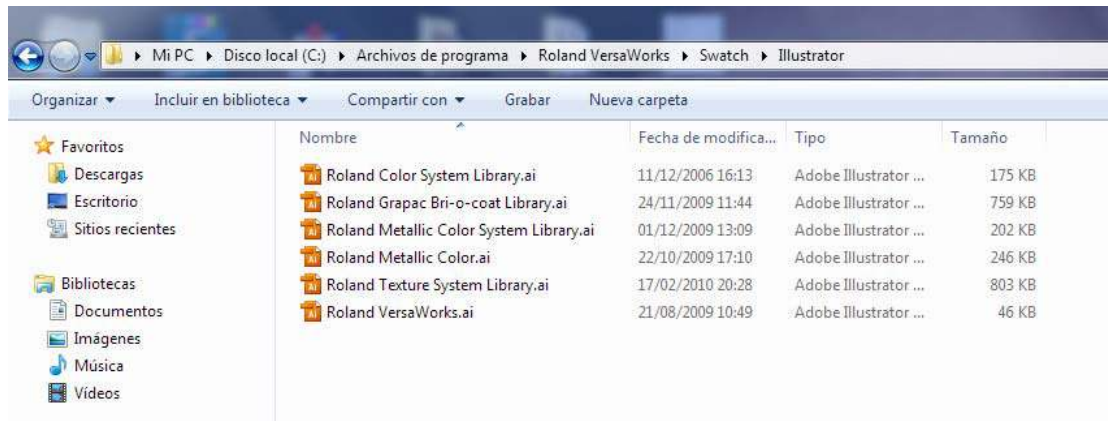 Mi PC ▸ Disco local (C:) ▸ Archivos de programa ▸ Roland VersaWorks ▸ Swatch ▸ Illustrator
Organizar Incluir en biblioteca Compartir con Grabar Nueva carpeta
Favoritos
Descargas
Escritorio
Sitios recientes
Bibliotecas
Documentos
Imágenes
Música
Vídeos
Nombre Fecha de modifica... Tipo Tamaño
Roland Color System Library.ai 11/12/2006 16:13 Adobe Illustrator ... 175 KB
Roland Grapac Bri-o-coat Library.ai 24/11/2009 11:44 Adobe Illustrator ... 759 KB
Roland Metallic Color System Library.ai 01/12/2009 13:09 Adobe Illustrator ... 202 KB
Roland Metallic Color.ai 22/10/2009 17:10 Adobe Illustrator ... 246 KB
Roland Texture System Library.ai 17/02/2010 20:28 Adobe Illustrator ... 803 KB
Roland VersaWorks.ai 21/08/2009 10:49 Adobe Illustrator ... 46 KB